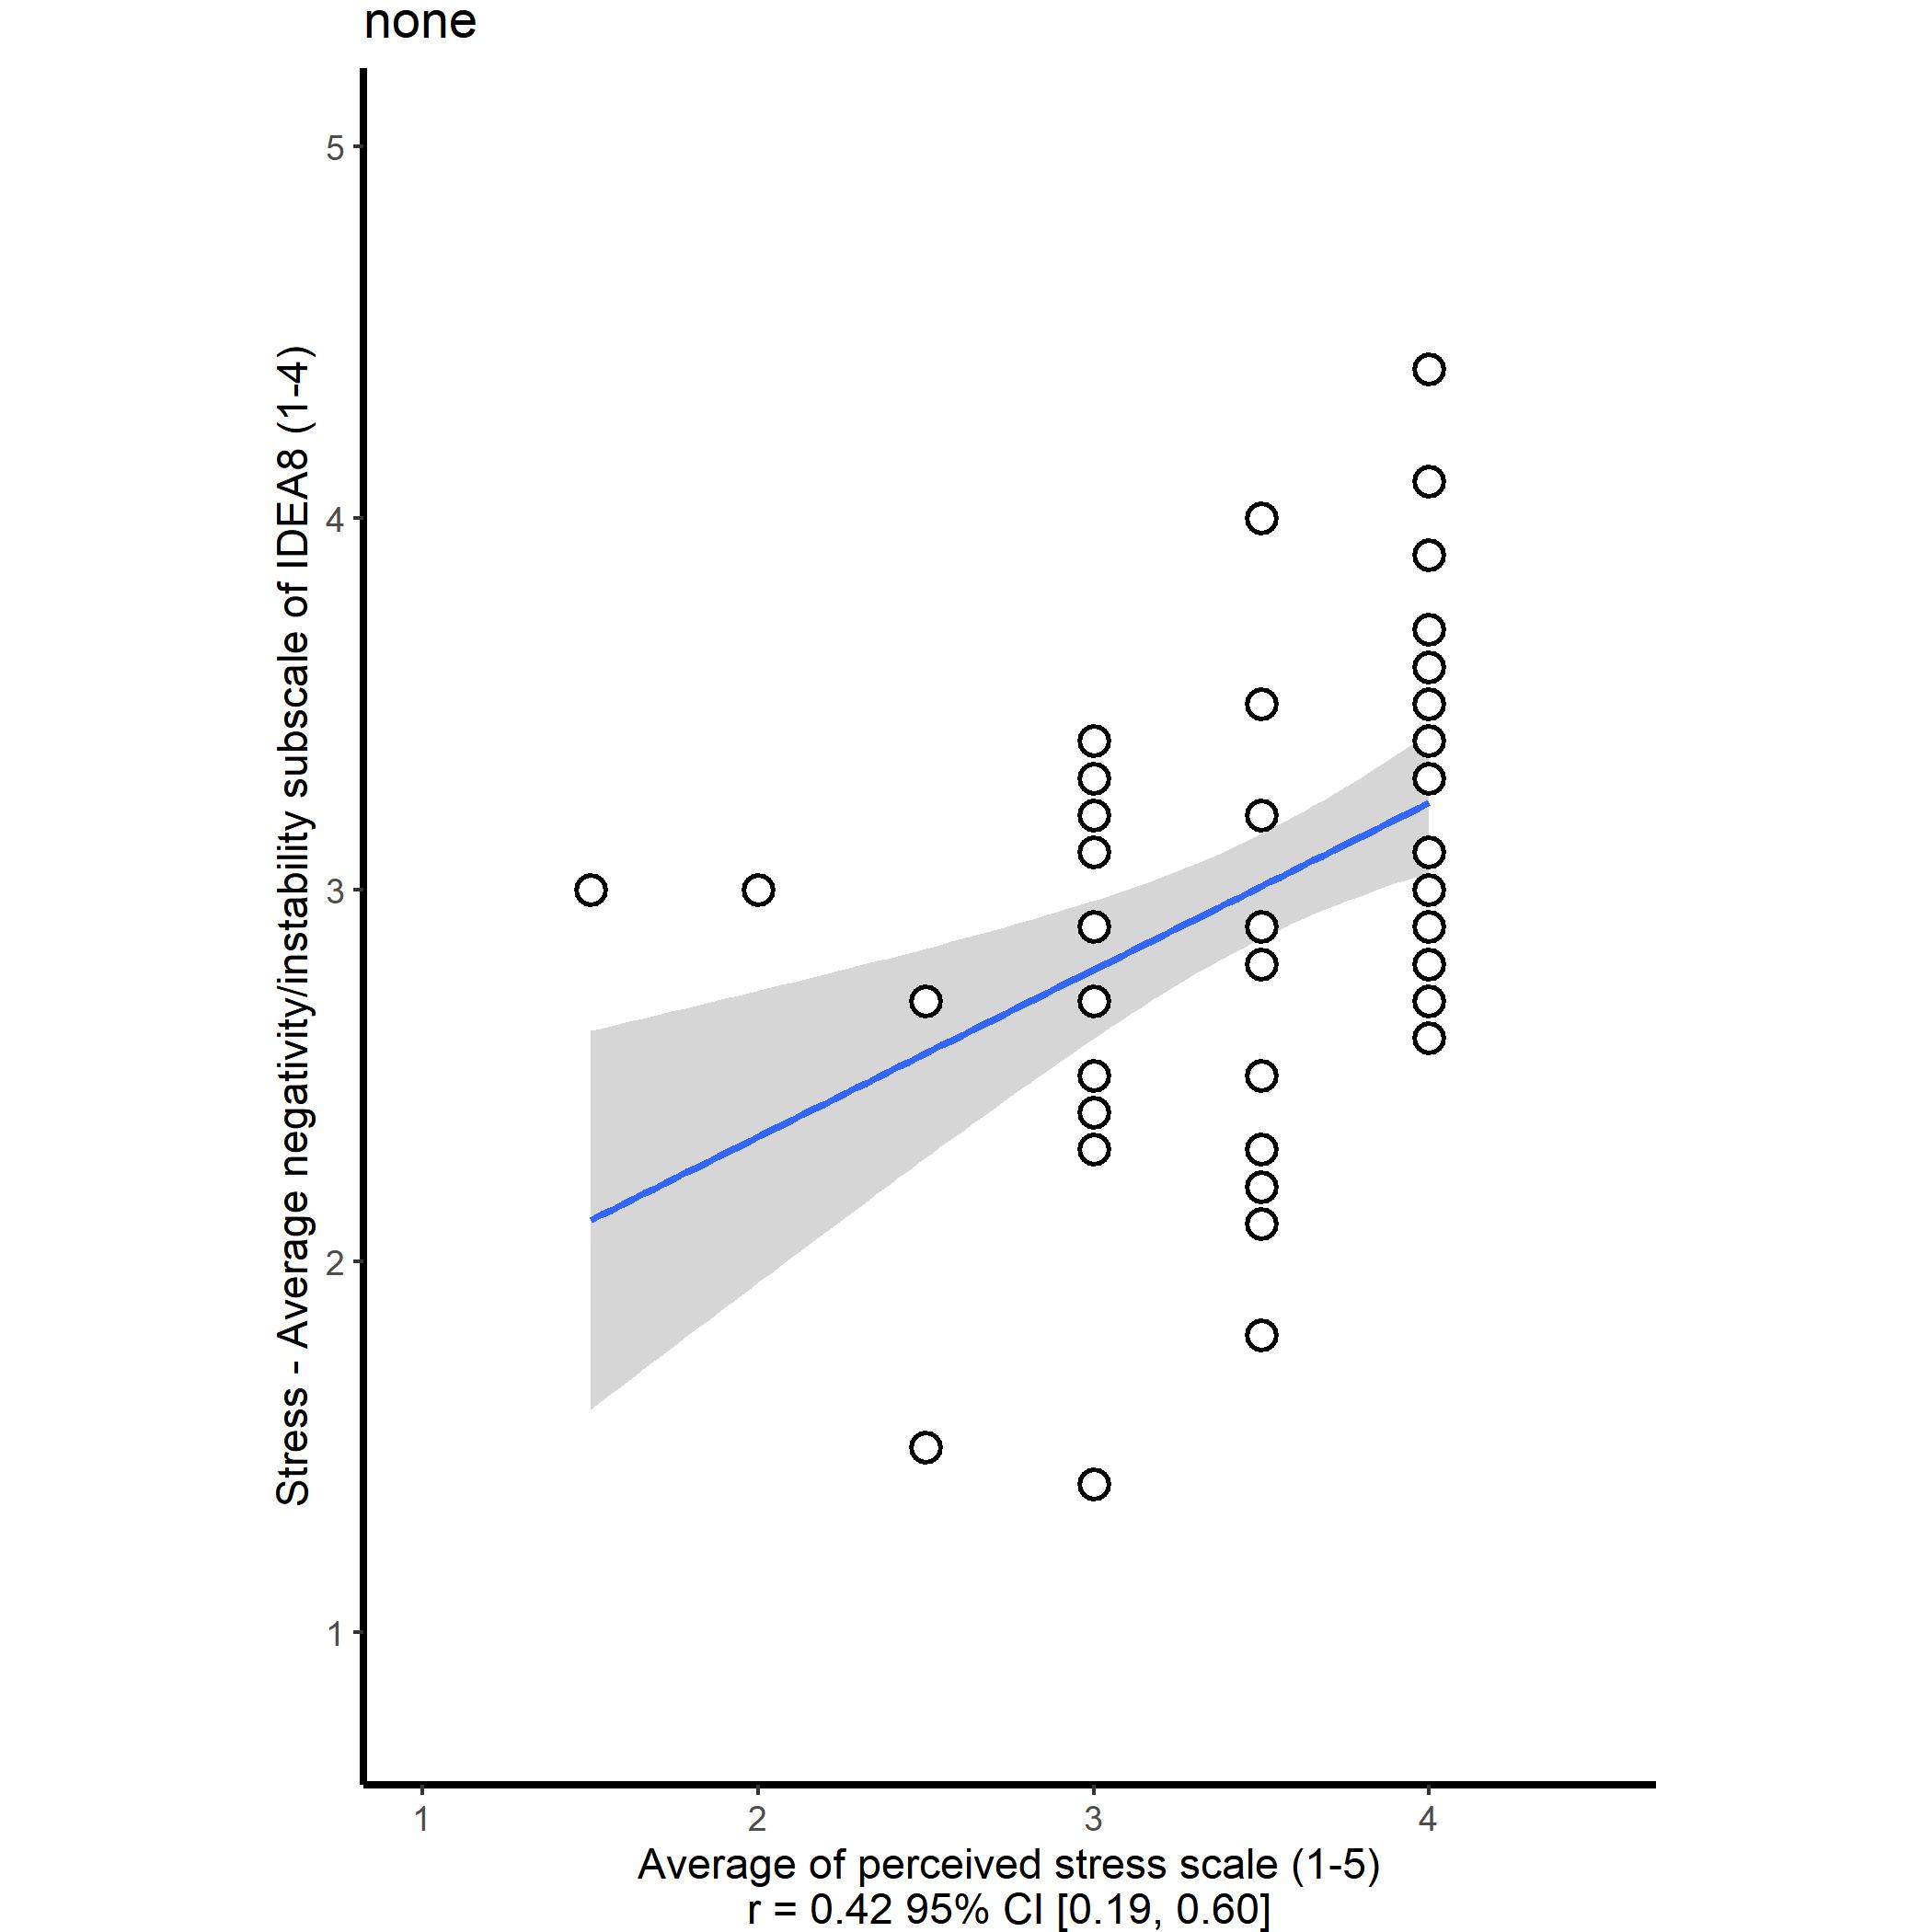 none
5
4
3
2
1
Stress - Average negativity/instability subscale of IDEA8 (1-4)
1
2
3
4
Average of perceived stress scale (1-5)
r = 0.42 95% CI [0.19, 0.60]